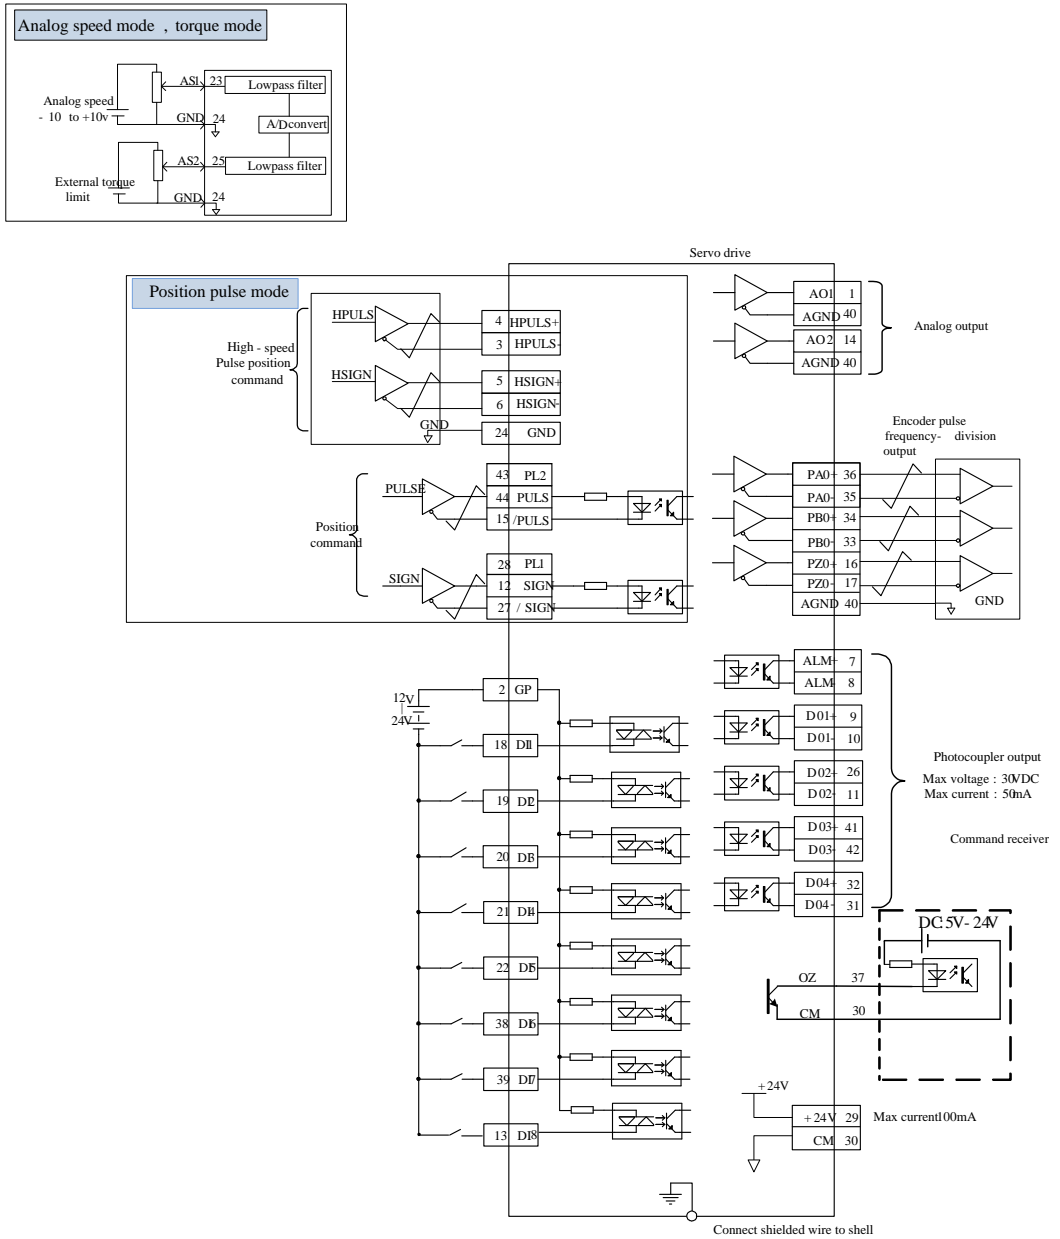 Analog speed mode , torque mode
AS1 23 Lowpass filter
Analog speed
- 10 to +10v
GND 24
A/D convert
AS2 25 Lowpass filter
External torque
limit
GND 24
Servo drive
Position pulse mode
HPULS
4 HPULS+
3 HPULS-
High - speed
Pulse position
command
HSIGN
5 HSIGN+
6 HSIGN-
GND
24 GND
43 PL2
PULSE
44 PULS
15 /PULS
Position
command
28 PL1
SIGN
12 SIGN
27 / SIGN
AO1 1
AGND 40
AO2 14
AGND 40
Analog output
Encoder pulse
frequency- division
output
PA0+ 36
PA0- 35
PB0+ 34
PB0- 33
PZ0+ 16
PZ0- 17
AGND 40
GND
2 GP
12V
24V
18 DI1
19 DI2
20 DI3
21 DI4
22 DI5
38 DI6
39 DI7
13 DI8
ALM+ 7
ALM- 8
D01+ 9
D01- 10
D02+ 26
D02- 11
D03+ 41
D03- 42
D04+ 32
D04- 31
Photocoupler output
Max voltage : 30VDC
Max current : 50mA
Command receiver
DC:5V- 24V
OZ 37
CM 30
+24V
+24V 29
CM 30
Max current100mA
Connect shielded wire to shell